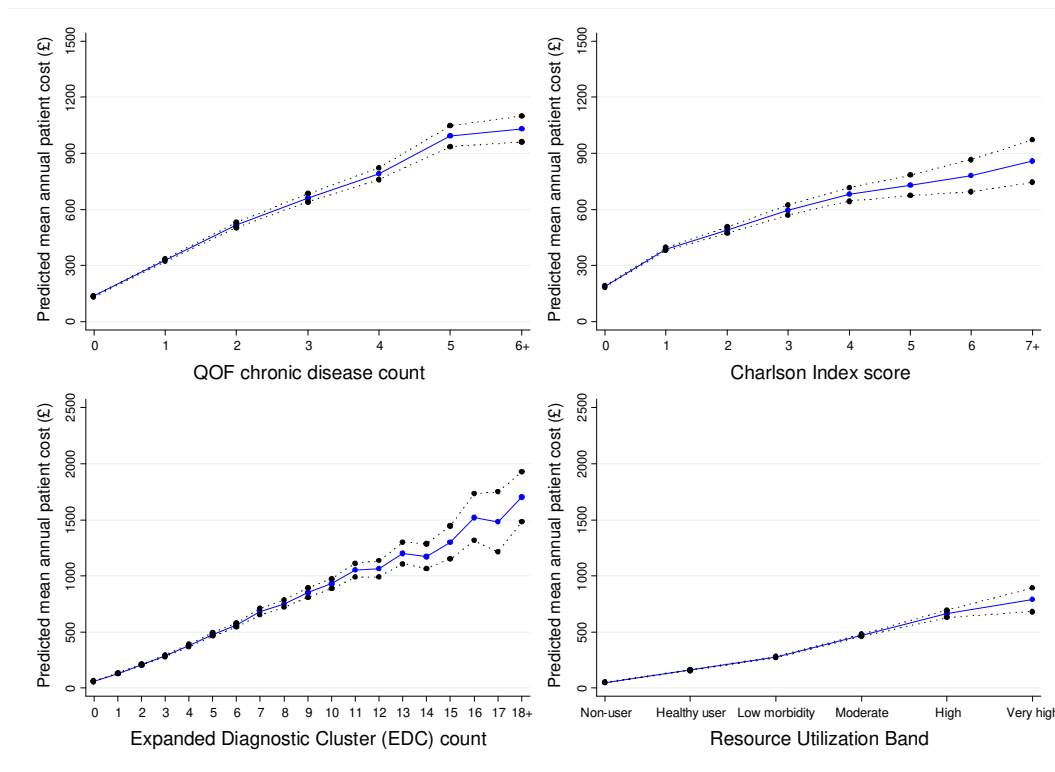 Predicted mean annual patient cost (£)
1500
1200
900
600
300
0
0 1 2 3 4 5 6+
QOF chronic disease count
Predicted mean annual patient cost (£)
1500
1200
900
600
300
0
0 1 2 3 4 5 6 7+
Charlson Index score
Predicted mean annual patient cost (£)
2500
2000
1500
1000
500
0
0 1 2 3 4 5 6 7 8 9 10 11 12 13 14 15 16 17 18+
Expanded Diagnostic Cluster (EDC) count
Predicted mean annual patient cost (£)
2500
2000
1500
1000
500
0
Non-user Healthy user Low morbidity Moderate High Very high
Resource Utilization Band